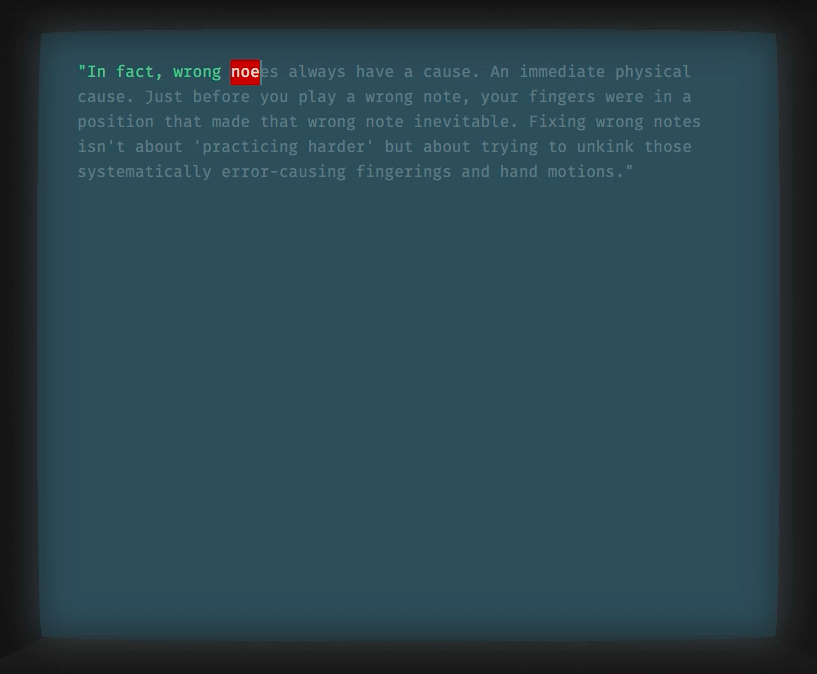 "In fact, wrong noees always have a cause. An immediate physical
cause. Just before you play a wrong note, your fingers were in a
position that made that wrong note inevitable. Fixing wrong notes
isn't about 'practicing harder' but about trying to unkink those
systematically error-causing fingerings and hand motions."